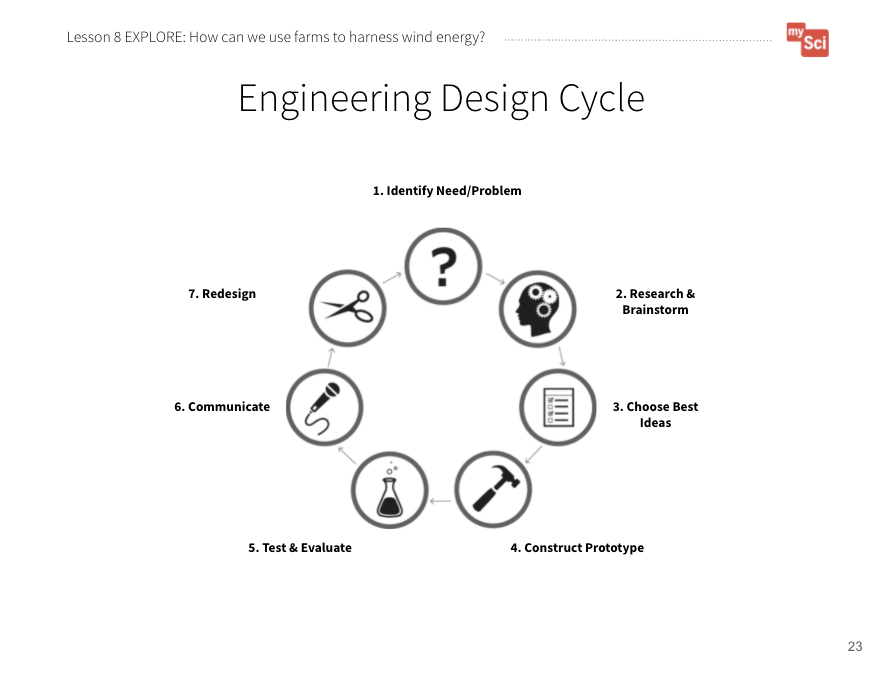 Lesson 8 EXPLORE: How can we use farms to harness wind energy?
my
Sci
Engineering Design Cycle
1. Identify Need/Problem
?
7. Redesign
2. Research &
Brainstorm
6. Communicate
3. Choose Best
Ideas
5. Test & Evaluate
4. Construct Prototype
23